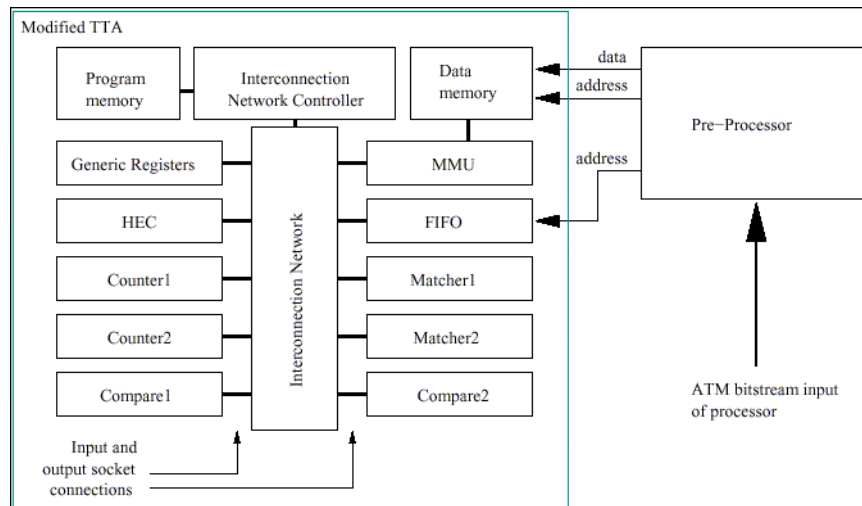 Modified TTA
Program
memory
Interconnection
Network Controller
Data
memory
data
address
Pre-Processor
Generic Registers
MMU
address
HEC
FIFO
Interconnection Network
Counter1
Matcher1
Counter2
Matcher2
Compare1
Compare2
ATM bitstream input
of processor
Input and
output socket
connections